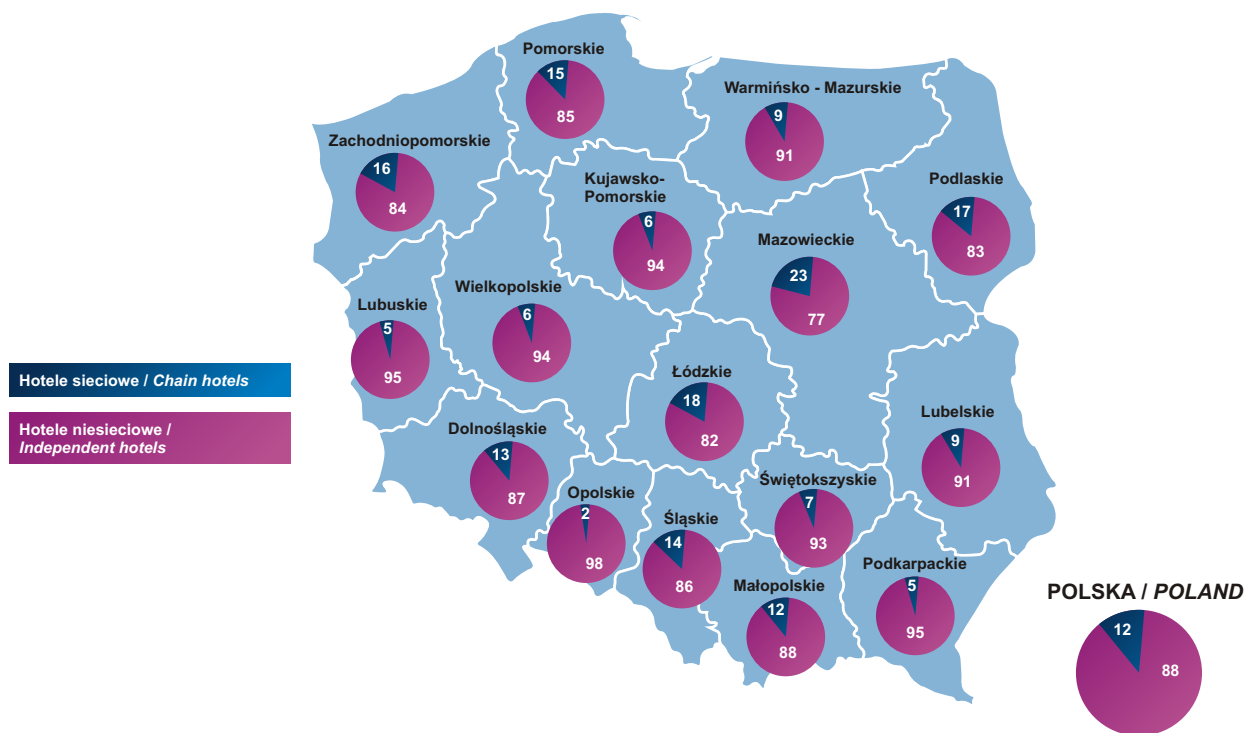 Pomorskie
15
85
Warmińsko - Mazurskie
9
91
Zachodniopomorskie
16
84
Kujawsko-
Pomorskie
6
94
Podlaskie
17
83
Mazowieckie
23
77
Wielkopolskie
6
94
Lubuskie
5
95
Łódzkie
18
82
Hotele sieciowe / Chain hotels
Hotele niesieciowe /
Independent hotels
Lubelskie
9
91
Dolnośląskie
13
87
Opolskie
2
98
Śląskie
14
86
Świętokszyskie
7
93
Małopolskie
12
88
Podkarpackie
5
95
POLSKA / POLAND
12
88